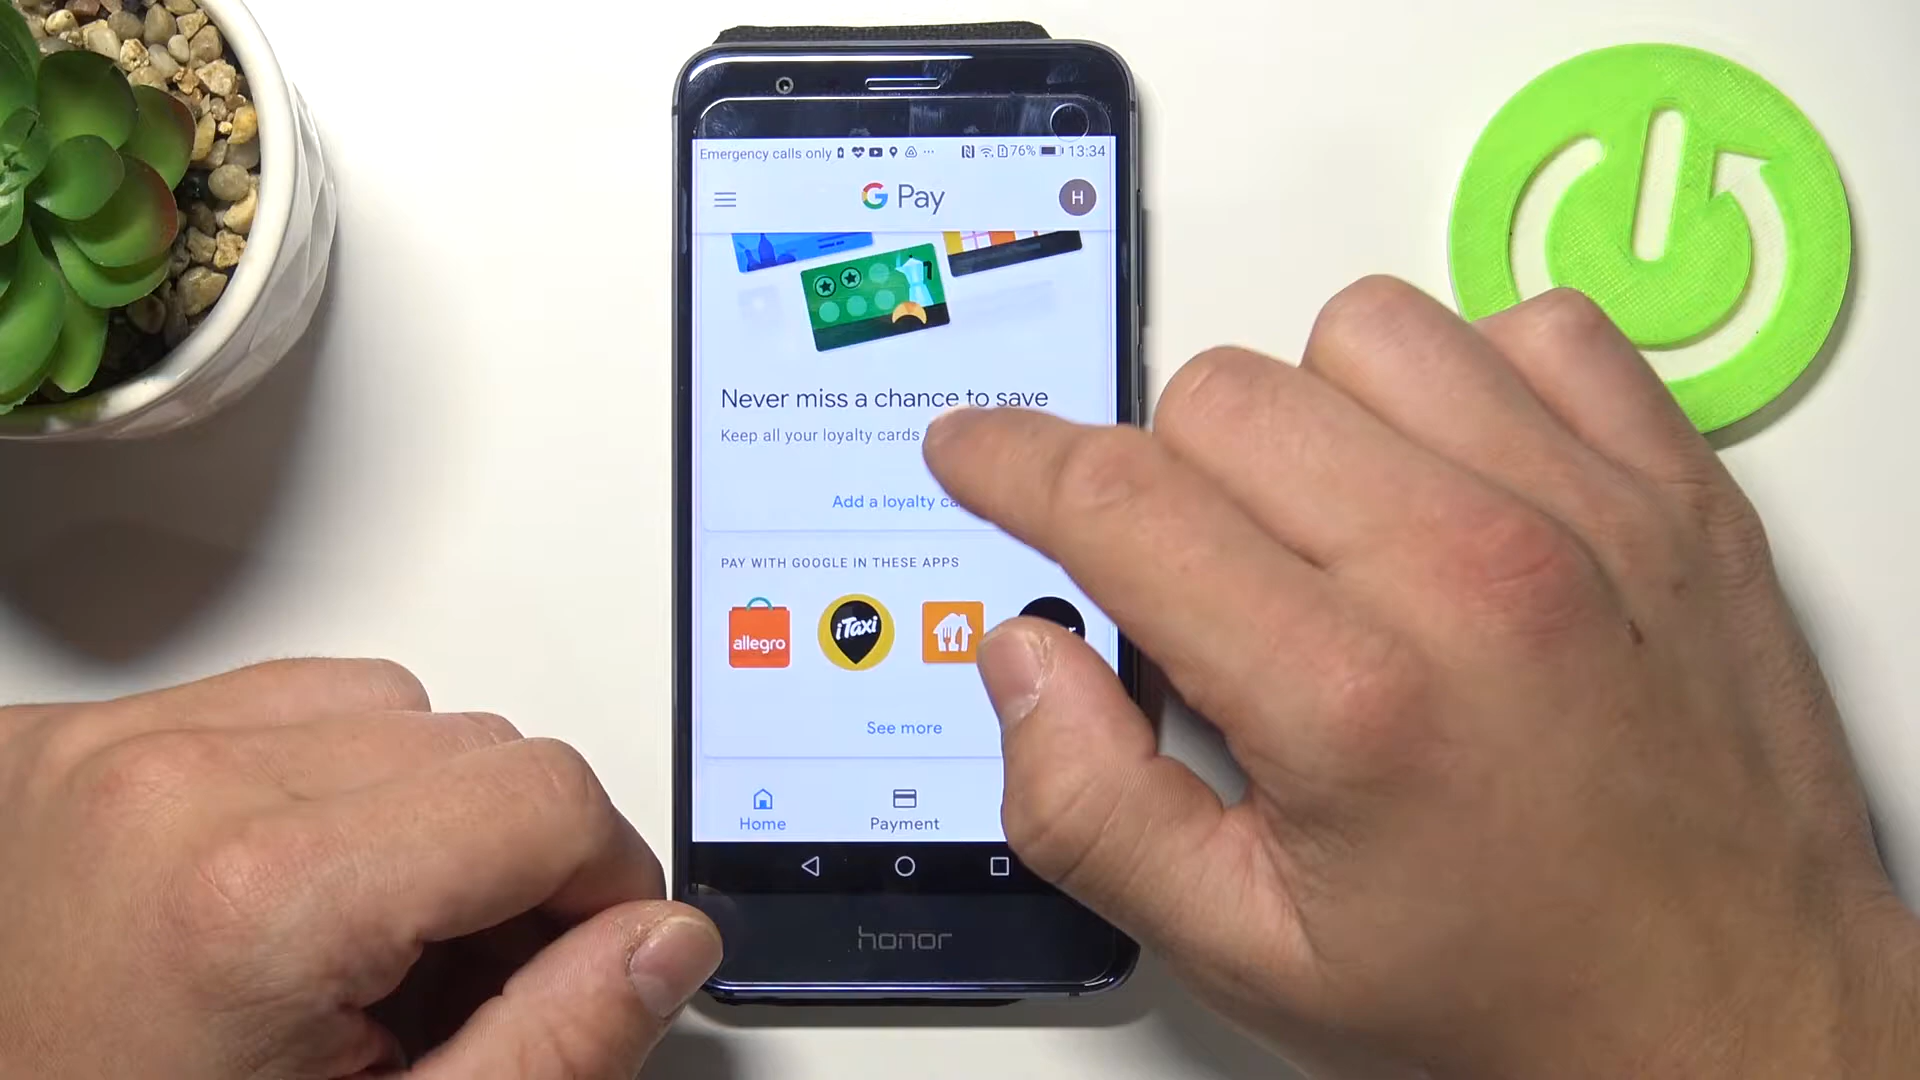 Emergency calls only ... 76% 13:34
G Pay
H
Never miss a chance to save
Keep all your loyalty cards
Add a loyalty
PAY WITH GOOGLE IN THESE APPS
allegro
iTaxi
See more
Home
Payment
honor